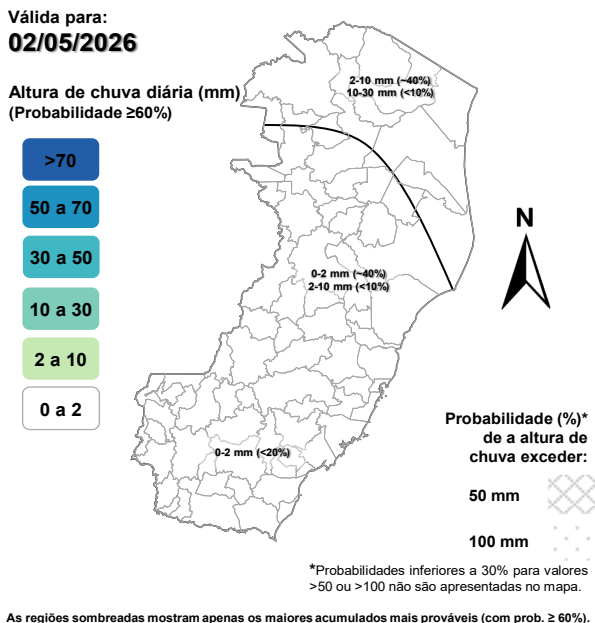 Válida para:
02/05/2026
Altura de chuva diária (mm)
(Probabilidade ≥60%)
>70
50 a 70
30 a 50
10 a 30
2 a 10
0 a 2
2-10 mm (~40%)
10-30 mm (<10%)
0-2 mm (~40%)
2-10 mm (<10%)
0-2 mm (<20%)
N
Probabilidade (%)*
de a altura de
chuva exceder:
50 mm
100 mm
*Probabilidades inferiores a 30% para valores
>50 ou >100 não são apresentadas no mapa.
As regiões sombreadas mostram apenas os maiores acumulados mais prováveis (com prob. ≥ 60%).